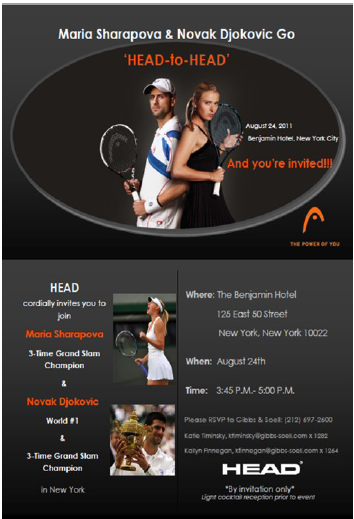 Maria Sharapova & Novak Djokovic Go
'HEAD-to-HEAD'
August 24, 2011
Benjamin Hotel, New York City
And you're invited!!!
THE POWER OF YOU
HEAD
cordially invites you to
join
Maria Sharapova
3-Time Grand Slam
Champion
&
Novak Djokovic
World #1
&
3-Time Grand Slam
Champion
in New York
Where: The Benjamin Hotel
125 East 50 Street
New York, New York 10022
When: August 24th
Time: 3:45 P.M.- 5:00 P.M.
Please RSVP to Gibbs & Soell: (212) 697-2600
Katie Timinsky, ktiminsky@gibbs-soell.com x 1282
Kailyn Finnegan, kfinnegan@gibbs-soell.com x 1264
HEAD
*By invitation only*
Light cocktail reception prior to event